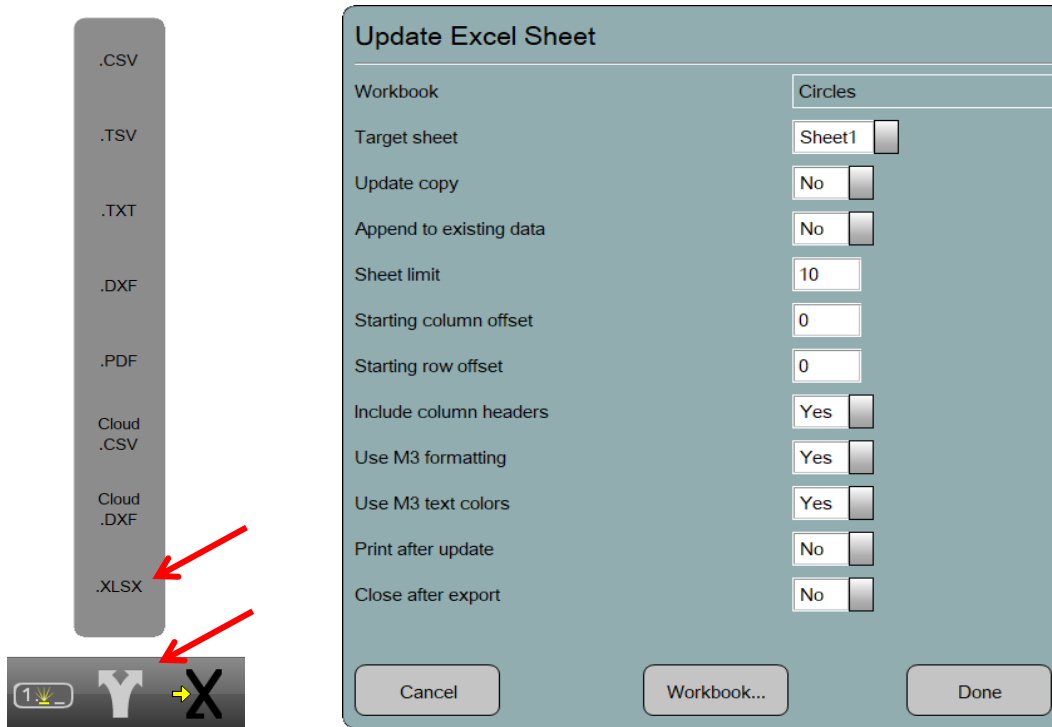 .CSV
.TSV
.TXT
.DXF
.PDF
Cloud
.CSV
Cloud
.DXF
.XLSX
1
X
Update Excel Sheet
Workbook Circles
Target sheet Sheet1
Update copy No
Append to existing data No
Sheet limit 10
Starting column offset 0
Starting row offset 0
Include column headers Yes
Use M3 formatting Yes
Use M3 text colors Yes
Print after update No
Close after export No
Cancel Workbook... Done